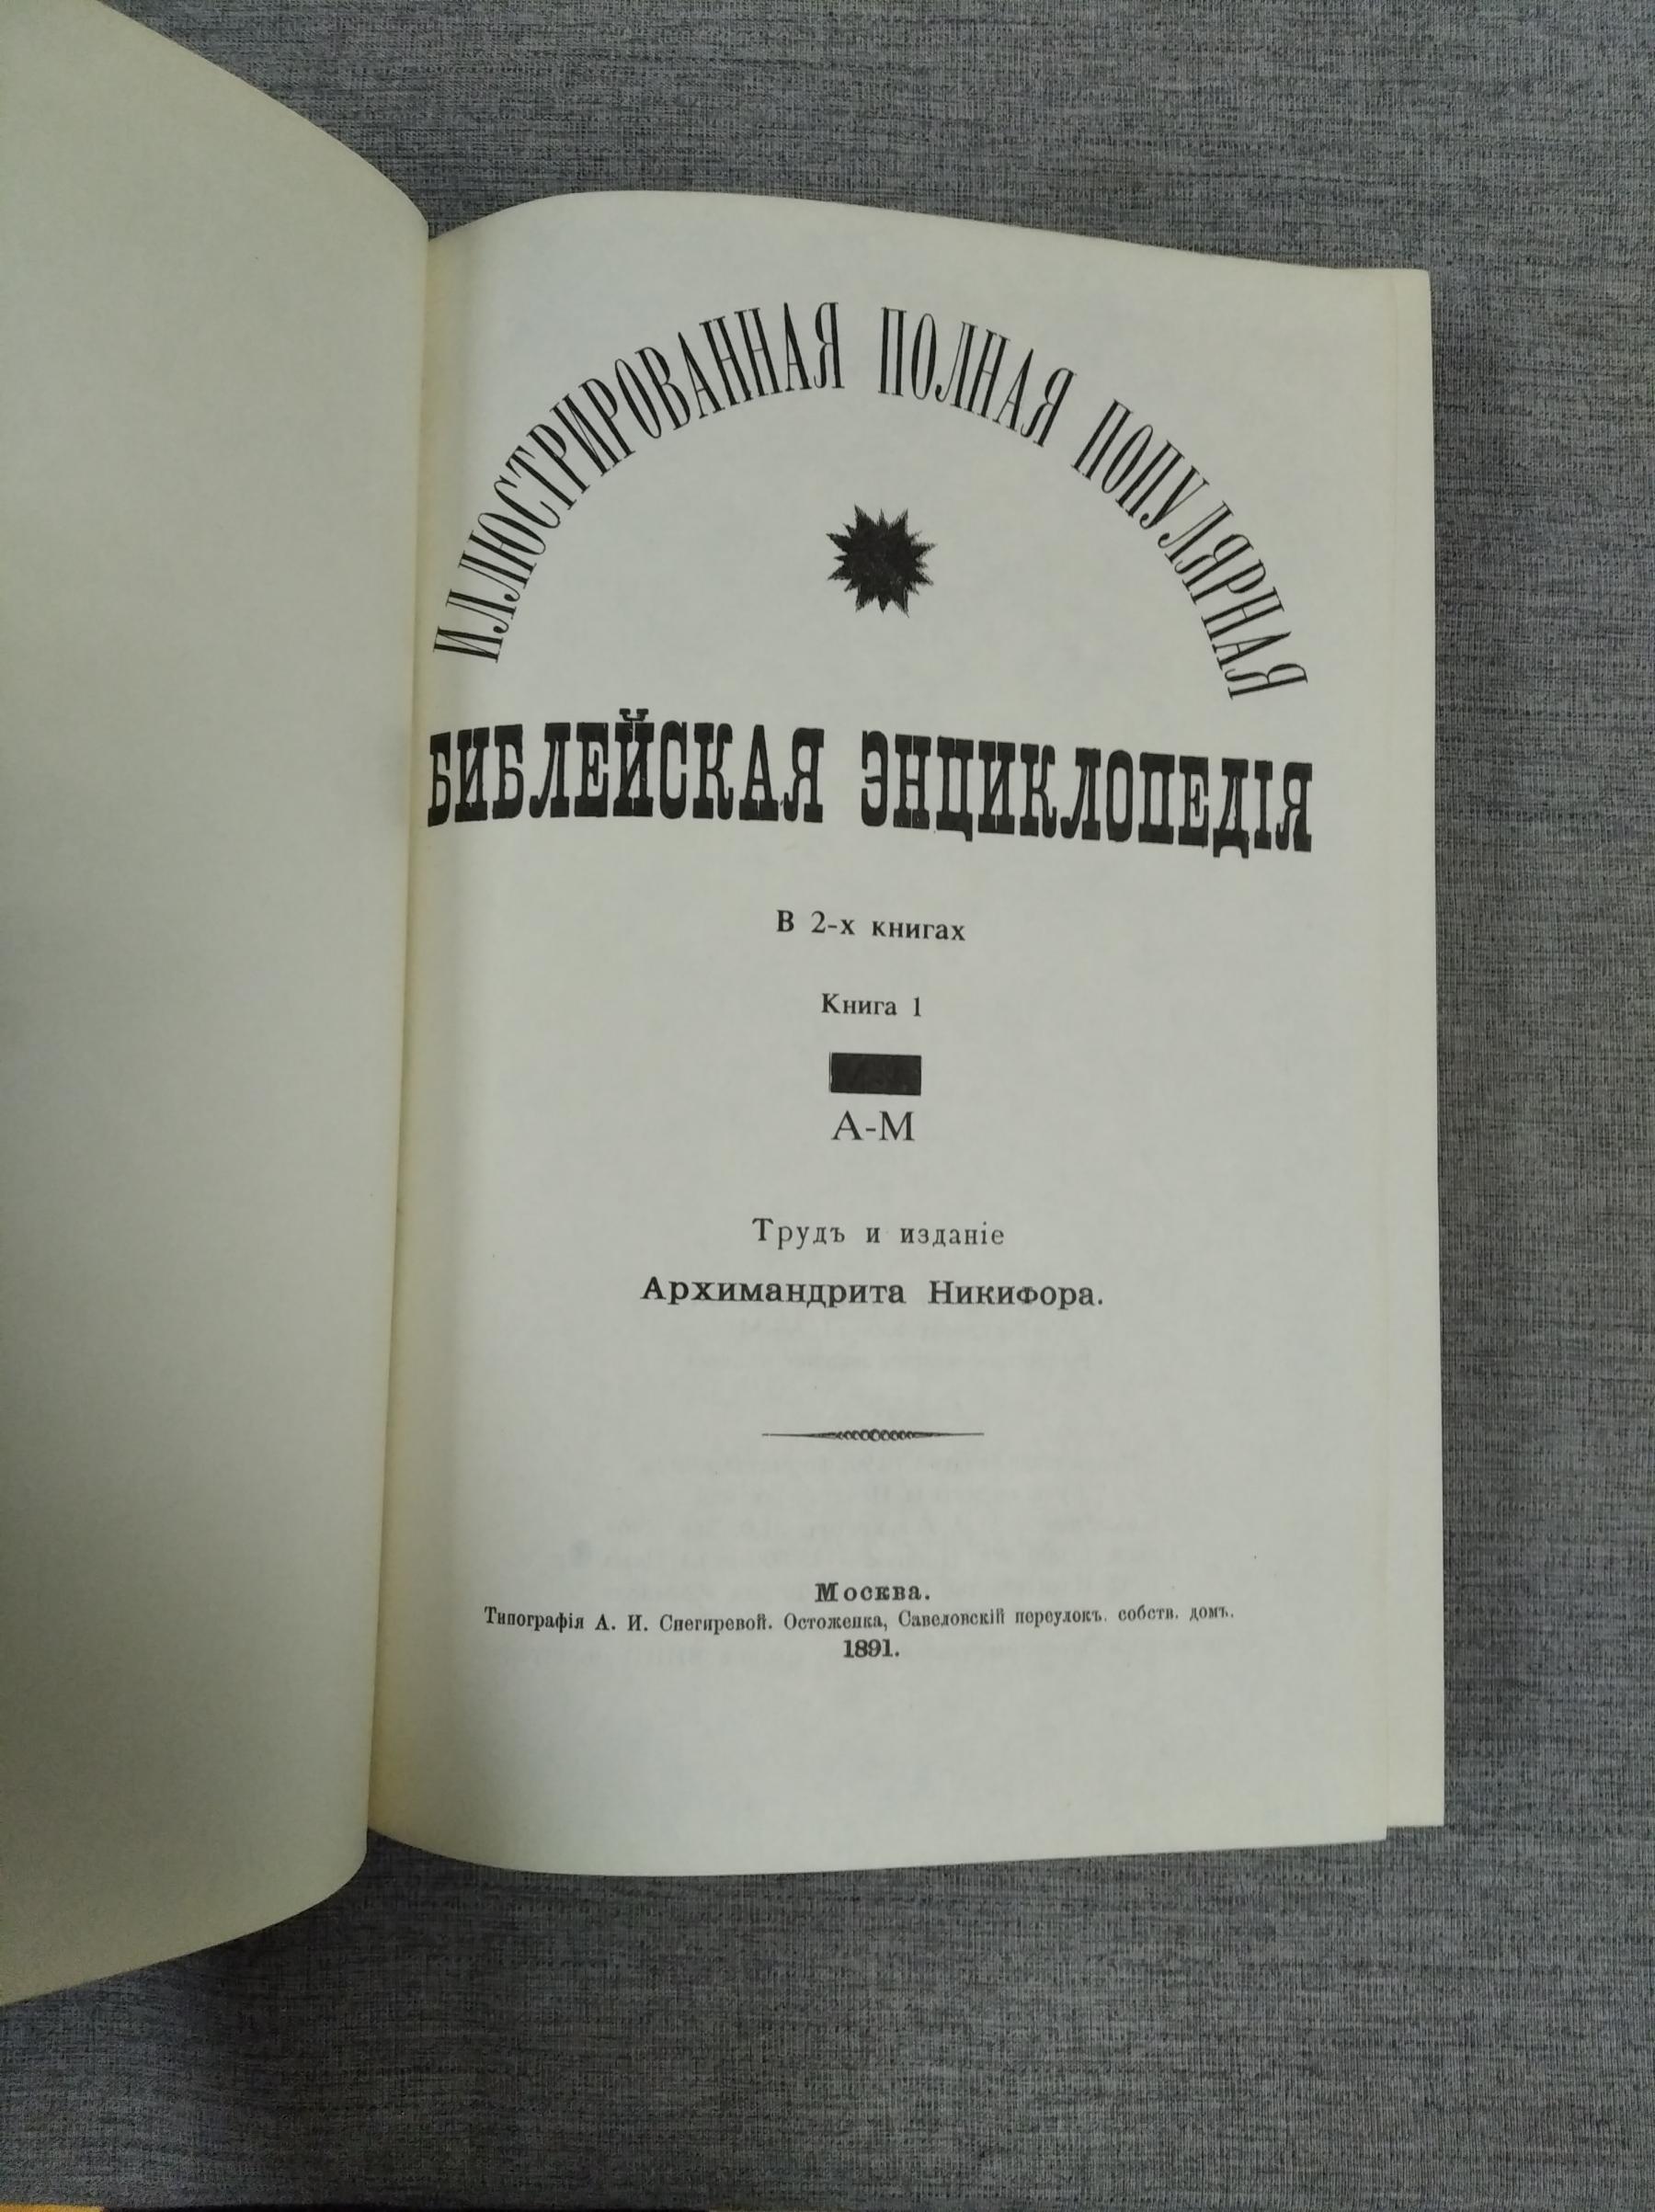 ИЛЛЮСТРИРОВАННАЯ ПОЛНАЯ ПОПУЛЯРНАЯ
БИБЛЕЙСКАЯ ЭНЦИКЛОПЕДІЯ
В 2-х книгах
Книга 1
А-М
Трудъ и изданіе
Архимандрита Никифора.
Москва.
Типографія А. И. Снегиревой. Остоженка, Савеловскій переулокъ, собств. домъ.
1891.